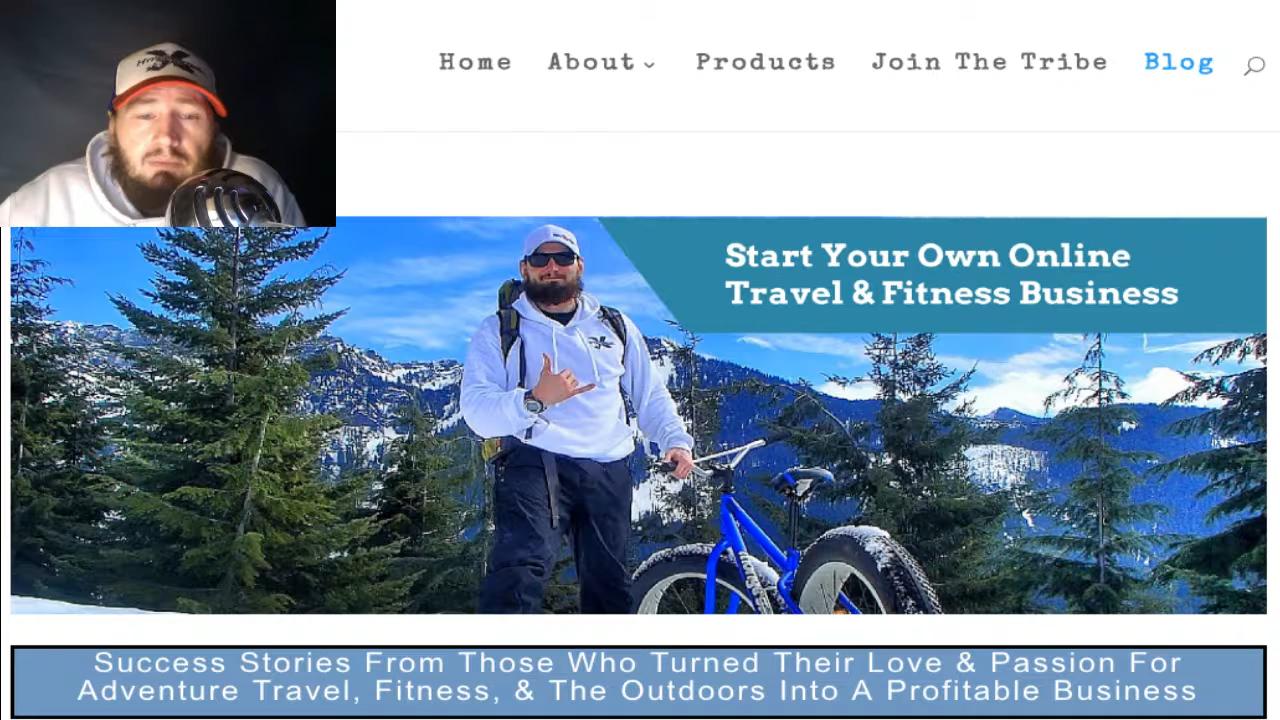 Home About Products Join The Tribe Blog
Start Your Own Online
Travel & Fitness Business
Success Stories From Those Who Turned Their Love & Passion For
Adventure Travel, Fitness, & The Outdoors Into A Profitable Business